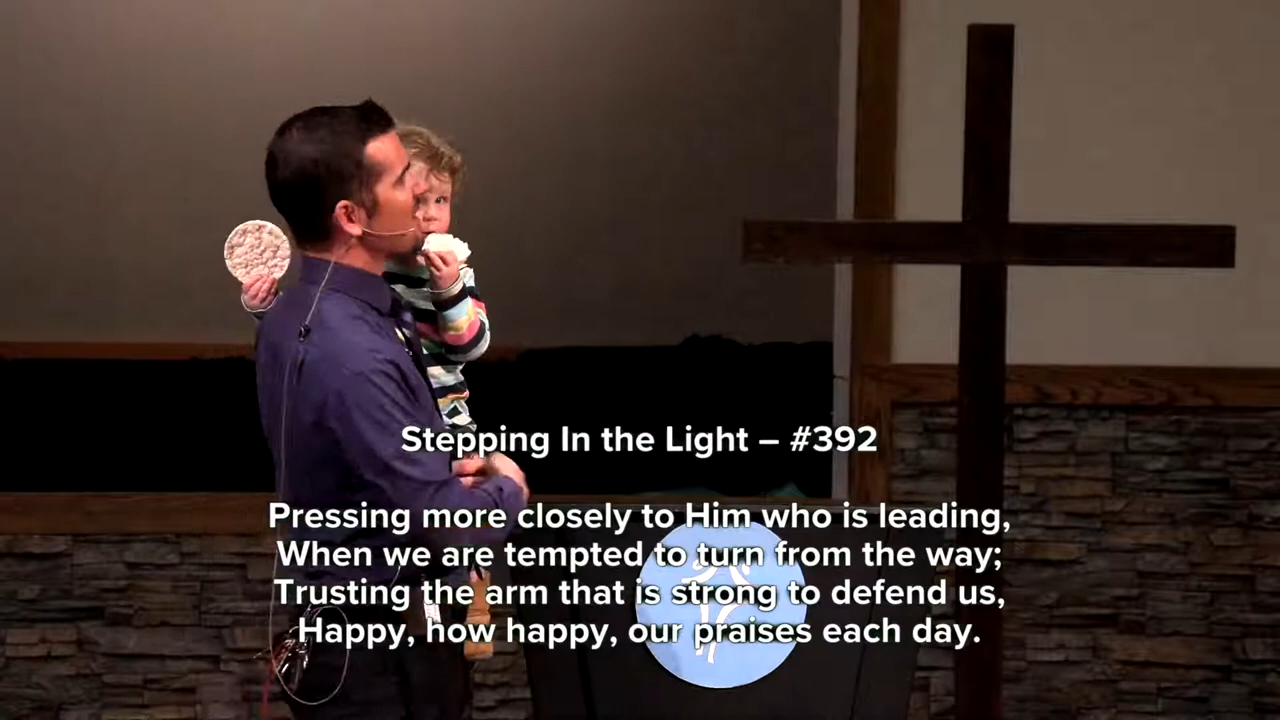 Stepping In the Light – #392
Pressing more closely to Him who is leading,
When we are tempted to turn from the way;
Trusting the arm that is strong to defend us,
Happy, how happy, our praises each day.